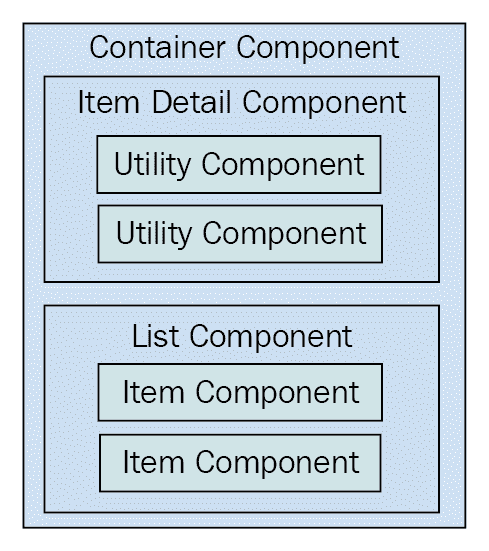 Container Component
Item Detail Component
Utility Component
Utility Component
List Component
Item Component
Item Component